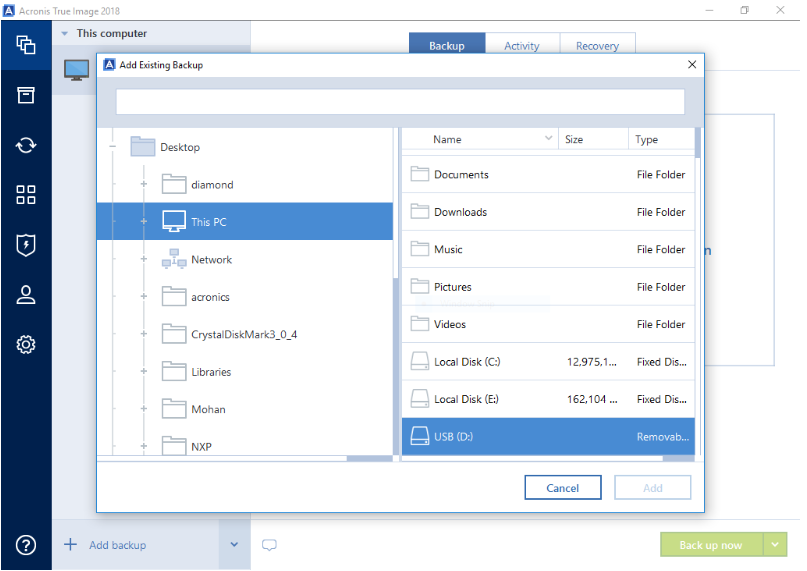 Acronis True Image 2018
This computer
Backup Activity Recovery
Add Existing Backup
Desktop
diamond
This PC
Network
acronics
CrystalDiskMark3_0_4
Libraries
Mohan
NXP
Name Size Type
Documents File Folder
Downloads File Folder
Music File Folder
Pictures File Folder
Videos File Folder
Local Disk (C:) 12,975,1... Fixed Dis...
Local Disk (E:) 162,104 ... Fixed Dis...
USB (D:) Removab...
n
Cancel Add
Add backup
Back up now